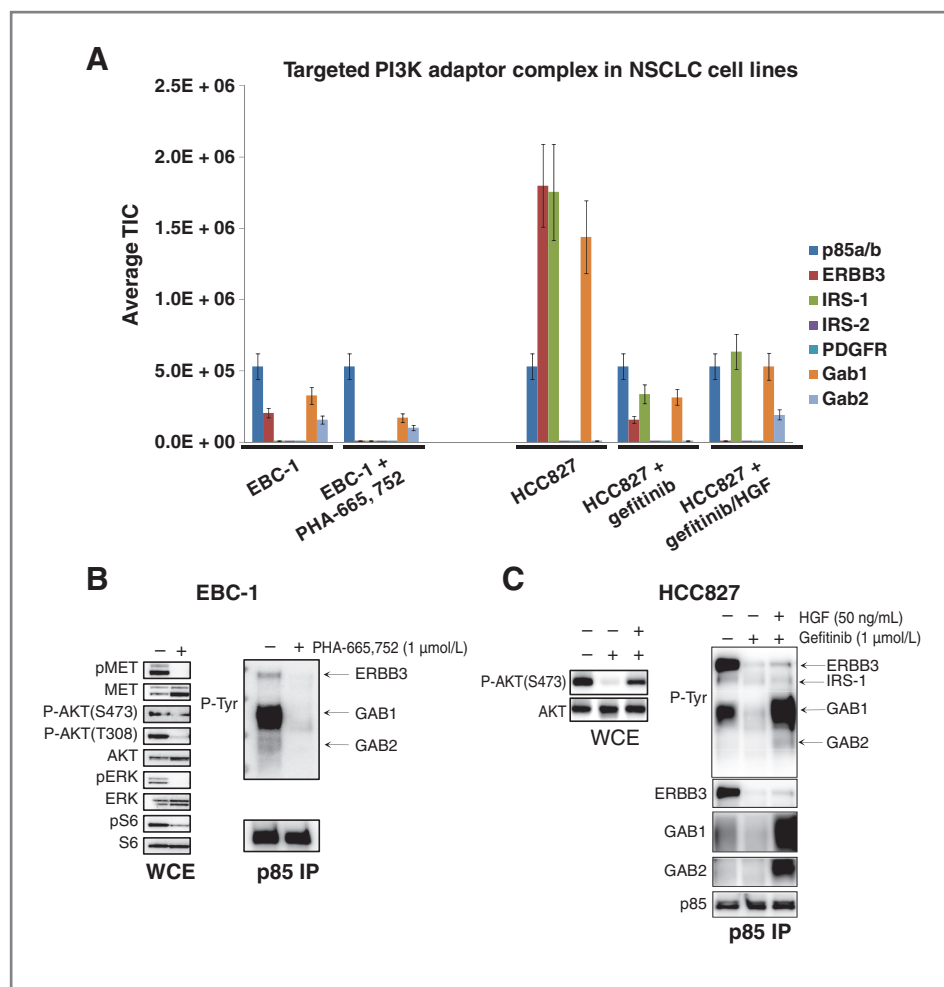 A
Targeted PI3K adaptor complex in NSCLC cell lines
Average TIC
2.5E + 06
2.0E + 06
1.5E + 06
1.0E + 06
5.0E + 05
0.0E + 00
EBC-1
EBC-1 +
PHA-665, 752
HCC827
HCC827 +
gefitinib
HCC827 +
gefitinib/HGF
p85a/b
ERBB3
IRS-1
IRS-2
PDGFR
Gab1
Gab2
B
EBC-1
– +
pMET
MET
P-AKT(S473)
P-AKT(T308)
AKT
pERK
ERK
pS6
S6
WCE
– + PHA-665,752 (1 μmol/L)
P-Tyr
ERBB3
GAB1
GAB2
p85 IP
C
HCC827
– – +
– + +
P-AKT(S473)
AKT
WCE
– – + HGF (50 ng/mL)
– + + Gefitinib (1 μmol/L)
P-Tyr
ERBB3
IRS-1
GAB1
GAB2
ERBB3
GAB1
GAB2
p85
p85 IP